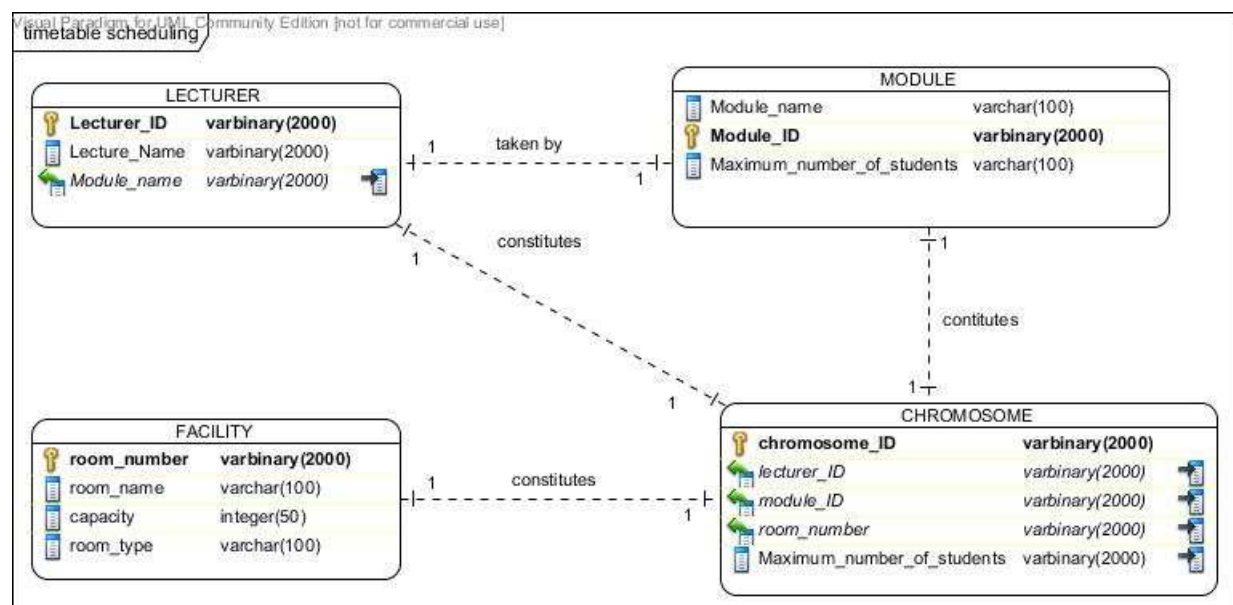 Visual Paradigm for UML Community Edition [not for commercial use]
timetable scheduling
LECTURER
Lecturer_ID varbinary(2000)
Lecture_Name varbinary(2000)
Module_name varbinary(2000)
MODULE
Module_name varchar(100)
Module_ID varbinary(2000)
Maximum_number_of_students varchar(100)
1 taken by 1
constitutes
1
1
1
contitutes
1
FACILITY
room_number varbinary(2000)
room_name varchar(100)
capacity integer(50)
room_type varchar(100)
1 constitutes 1
CHROMOSOME
chromosome_ID varbinary(2000)
lecturer_ID varbinary(2000)
module_ID varbinary(2000)
room_number varbinary(2000)
Maximum_number_of_students varbinary(2000)